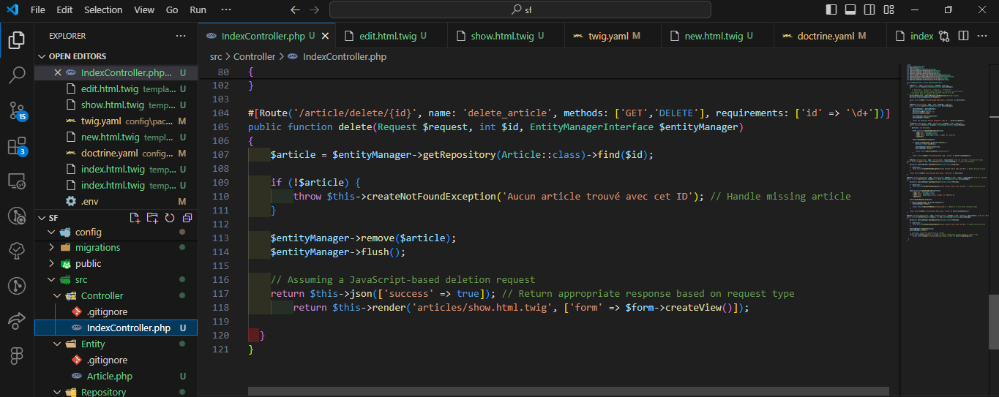 File Edit Selection View Go Run ··· sf
EXPLORER ···
OPEN EDITORS
IndexController.php... U
edit.html.twig templa... U
show.html.twig temp... U
twig.yaml config\pac... M
new.html.twig templ... U
doctrine.yaml config... M
index.html.twig temp... U
index.html.twig temp... U
.env M
SF
config
migrations
public
src
Controller
.gitignore
IndexController.php U
Entity
.gitignore
Article.php U
Repository
15
3
IndexController.php U edit.html.twig U show.html.twig U twig.yaml M new.html.twig U doctrine.yaml M index ···
src > Controller > IndexController.php
80 {
102 }
103
104 #[Route('/article/delete/{id}', name: 'delete_article', methods: ['GET','DELETE'], requirements: ['id' => '\d+'])]
105 public function delete(Request $request, int $id, EntityManagerInterface $entityManager)
106 {
107 $article = $entityManager->getRepository(Article::class)->find($id);
108
109 if (!$article) {
110 throw $this->createNotFoundException('Aucun article trouvé avec cet ID'); // Handle missing article
111 }
112
113 $entityManager->remove($article);
114 $entityManager->flush();
115
116 // Assuming a JavaScript-based deletion request
117 return $this->json(['success' => true]); // Return appropriate response based on request type
118 return $this->render('articles/show.html.twig', ['form' => $form->createView()]);
119
120 }
121 }